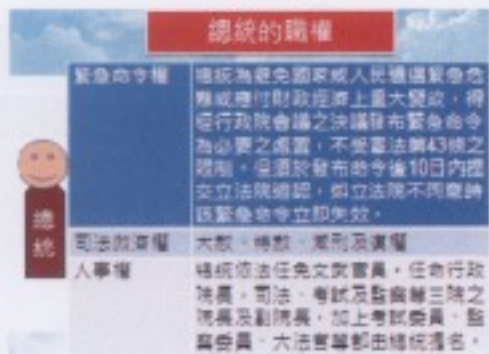 總統的職權
緊急命令權
總統為避免國家或人民遭遇緊急危
難或應付財政經濟上重大變故，得
經行政院會議之決議發布緊急命令
為必要之處置，不受憲法第43條之
限制。但須於發布命令後10日內提
交立法院追認，如立法院不同意時
該緊急命令立即失效。
總統
司法救濟權
大赦、特赦、減刑及復權
人事權
總統依法任免文武官員。任命行政
院長，司法、考試及監察等三院之
院長及副院長，加上考試委員、監
察委員、大法官等都由總統提名。